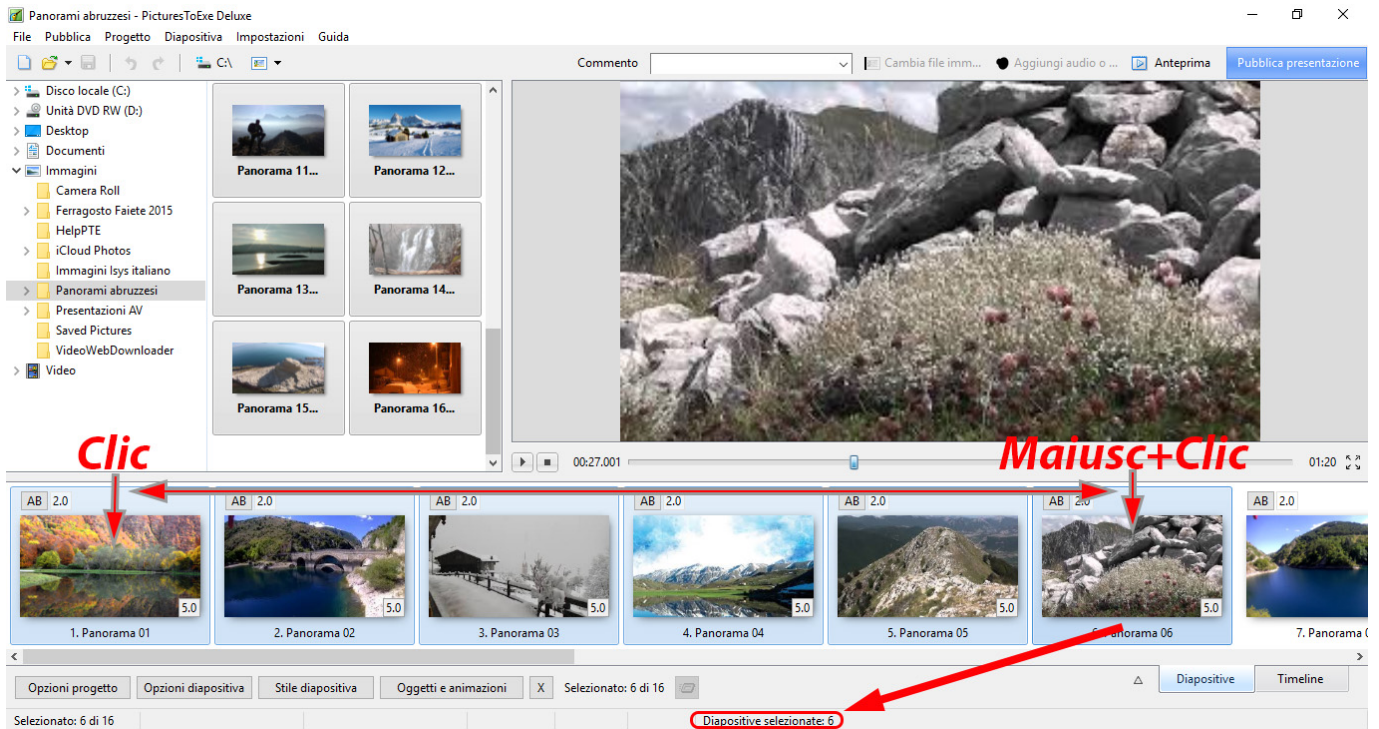 Panorami abruzzesi - PicturesToExe Deluxe
File Pubblica Progetto Diapositiva Impostazioni Guida
C:\ Commento Cambia file imm... Aggiungi audio o ... Anteprima Pubblica presentazione
Disco locale (C:)
Unità DVD RW (D:)
Desktop
Documenti
Immagini
Camera Roll
Ferragosto Faiete 2015
HelpPTE
iCloud Photos
Immagini Isys italiano
Panorami abruzzesi
Presentazioni AV
Saved Pictures
VideoWebDownloader
Video
Panorama 11... Panorama 12...
Panorama 13... Panorama 14...
Panorama 15... Panorama 16...
Clic Maiusc+Clic
00:27.001 01:20
AB 2.0 AB 2.0 AB 2.0 AB 2.0 AB 2.0 AB 2.0 AB 2.0
5.0 5.0 5.0 5.0 5.0 5.0
1. Panorama 01 2. Panorama 02 3. Panorama 03 4. Panorama 04 5. Panorama 05 6. Panorama 06 7. Panorama
Opzioni progetto Opzioni diapositiva Stile diapositiva Oggetti e animazioni X Selezionato: 6 di 16 Diapositive Timeline
Selezionato: 6 di 16 Diapositive selezionate: 6